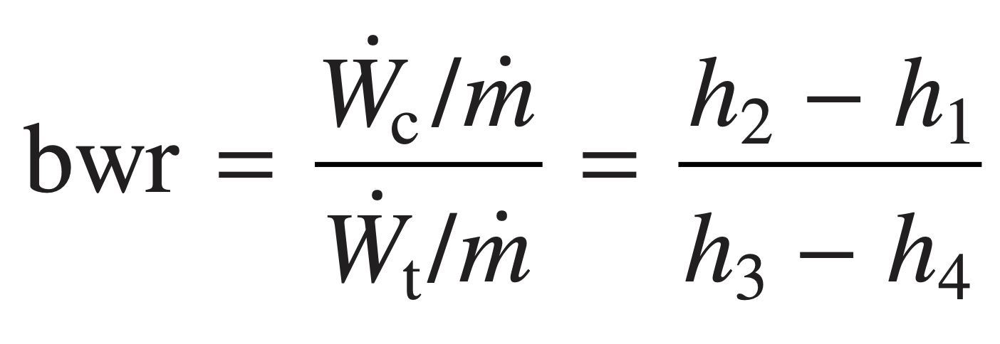 bwr = (Ẇc/ṁ)/(Ẇt/ṁ) = (h₂ − h₁)/(h₃ − h₄)